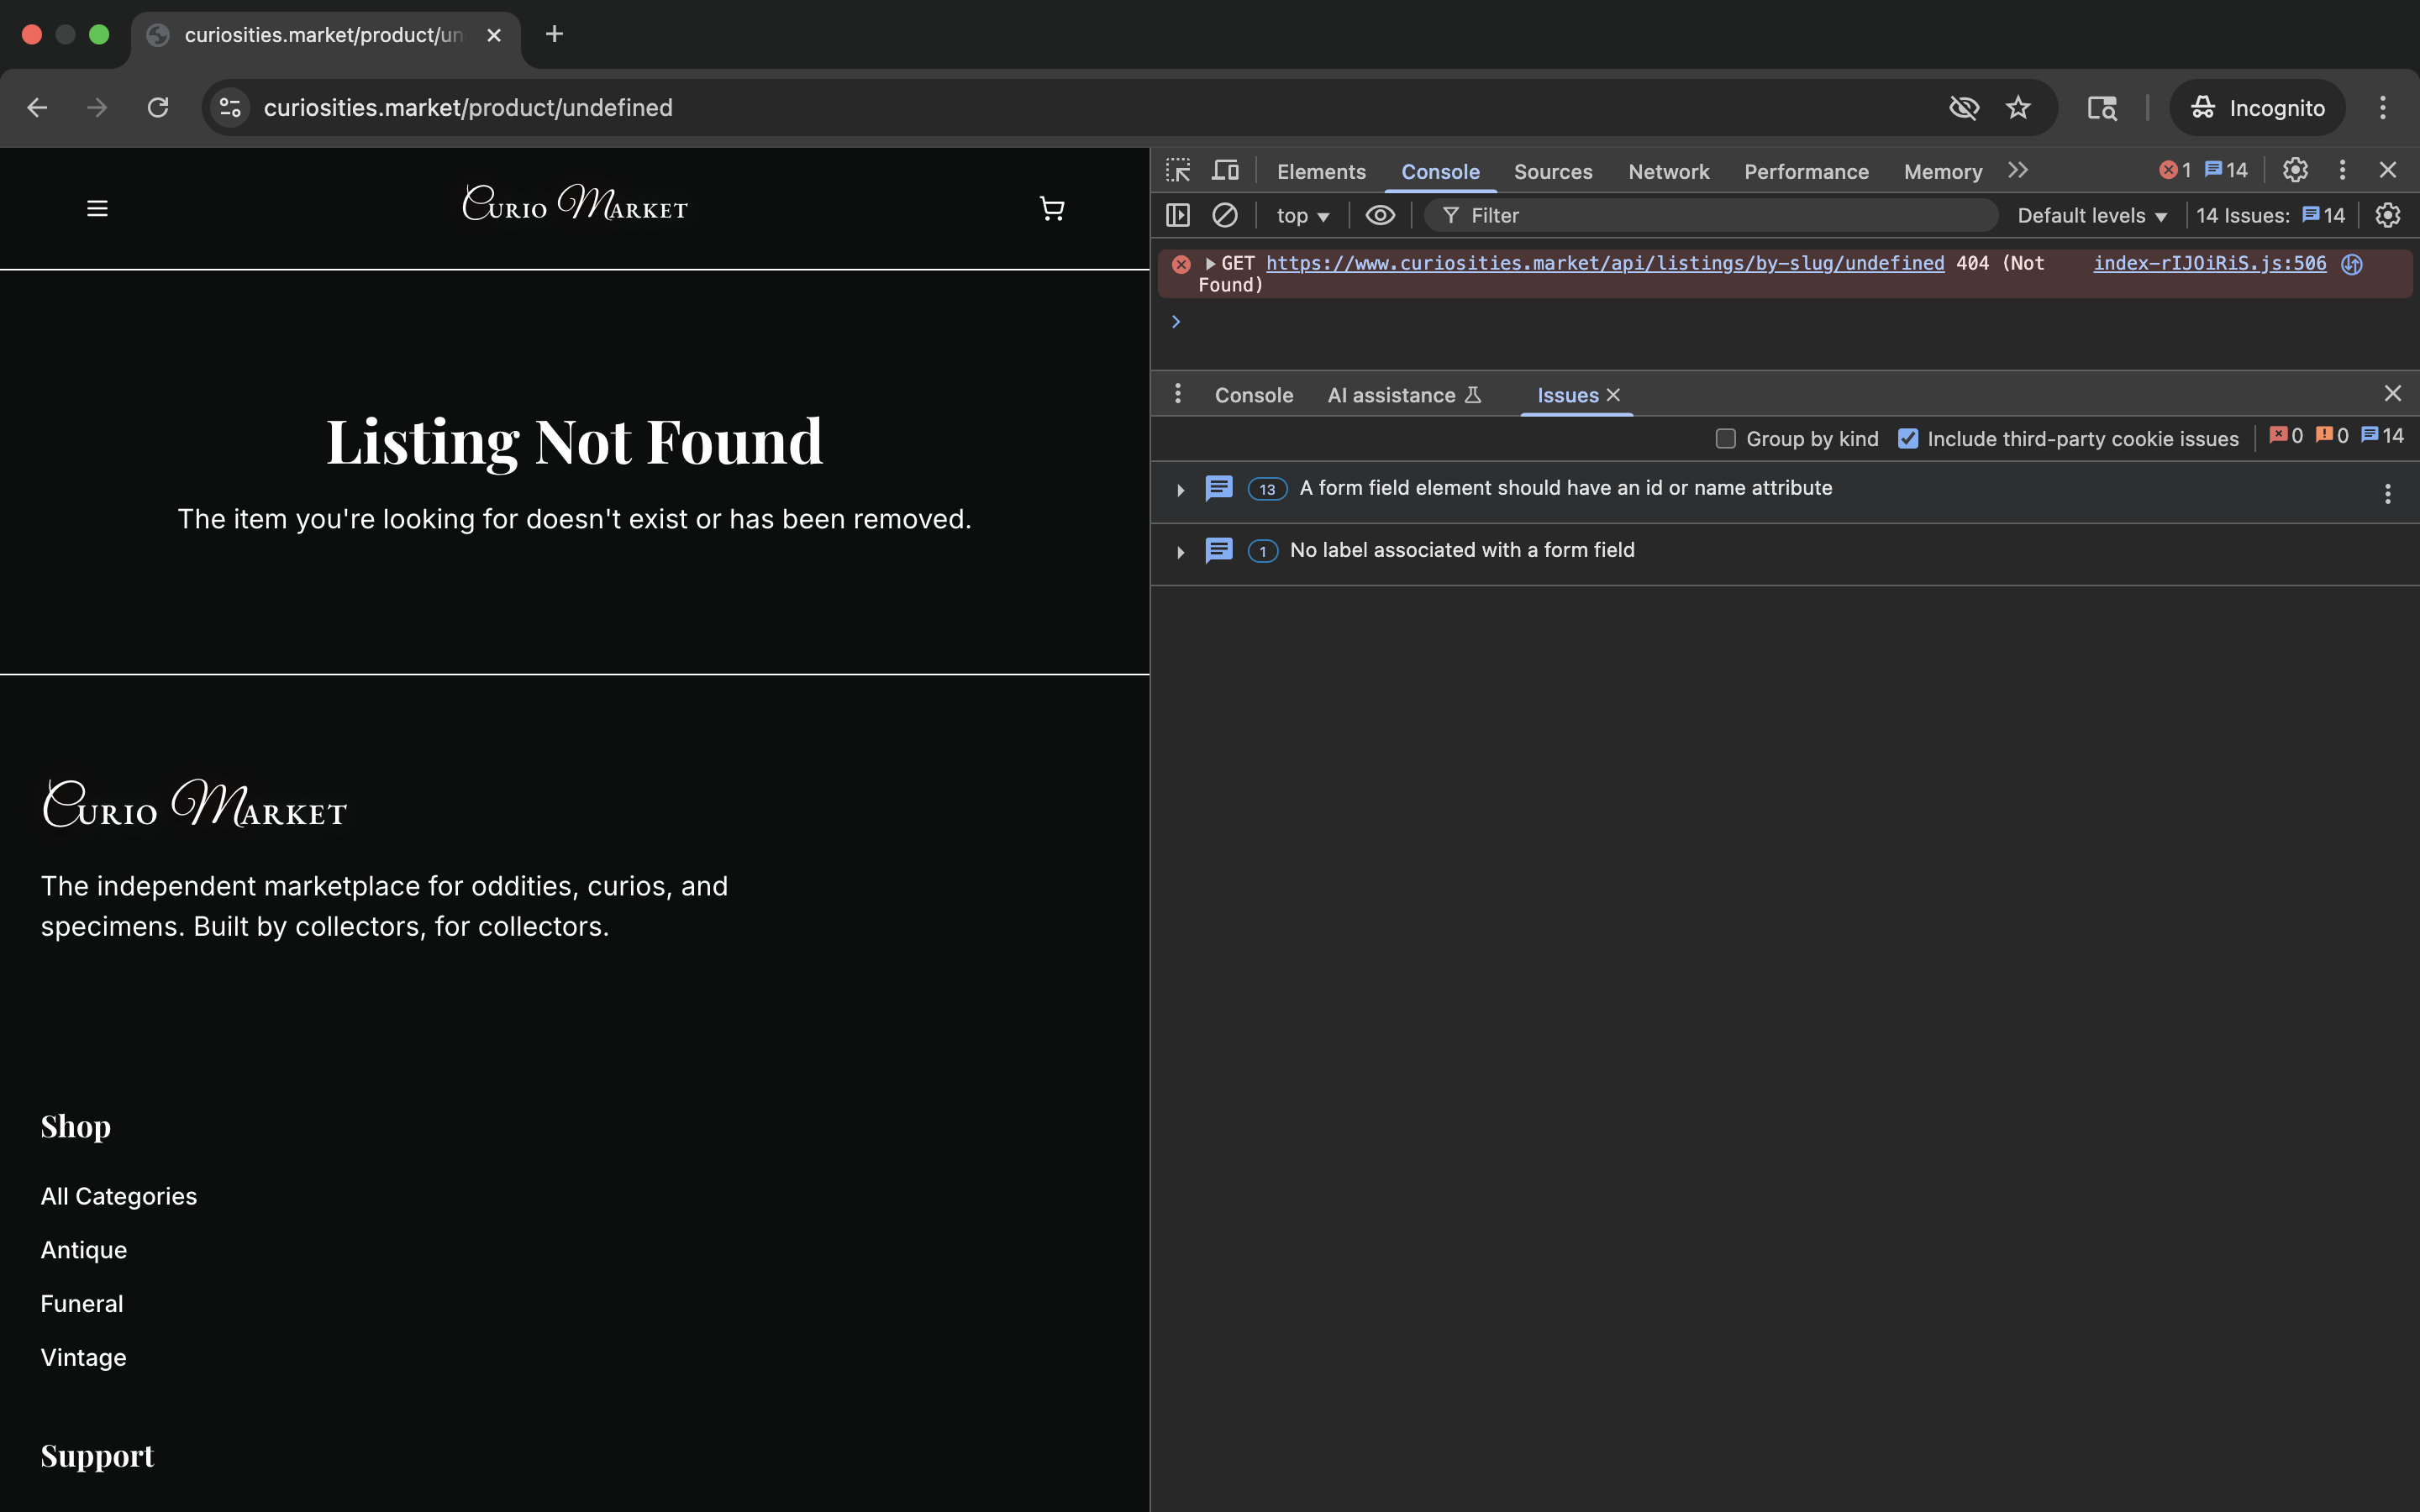 curiosities.market/product/un
curiosities.market/product/undefined
Incognito
CURIO MARKET
Listing Not Found
The item you're looking for doesn't exist or has been removed.
CURIO MARKET
The independent marketplace for oddities, curios, and
specimens. Built by collectors, for collectors.
Shop
All Categories
Antique
Funeral
Vintage
Support
Elements Console Sources Network Performance Memory 1 14
top Filter Default levels 14 Issues: 14
GET https://www.curiosities.market/api/listings/by-slug/undefined 404 (Not index-rIJOiRiS.js:506
Found)
Console AI assistance Issues
Group by kind Include third-party cookie issues 0 0 14
13 A form field element should have an id or name attribute
1 No label associated with a form field